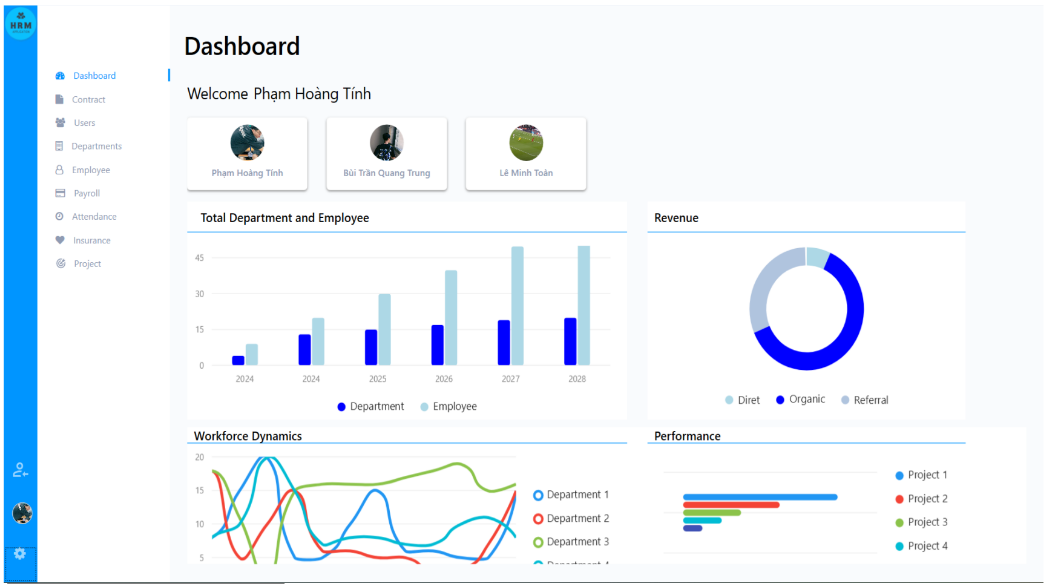 HRM
Dashboard
Dashboard
Contract
Users
Departments
Employee
Payroll
Attendance
Insurance
Project
Welcome Phạm Hoàng Tính
Phạm Hoàng Tính
Bùi Trần Quang Trung
Lê Minh Toán
Total Department and Employee
45
30
15
0
2024
2024
2025
2026
2027
2028
Department
Employee
Revenue
Diret
Organic
Referral
Workforce Dynamics
20
15
10
5
Department 1
Department 2
Department 3
Department 4
Performance
Project 1
Project 2
Project 3
Project 4